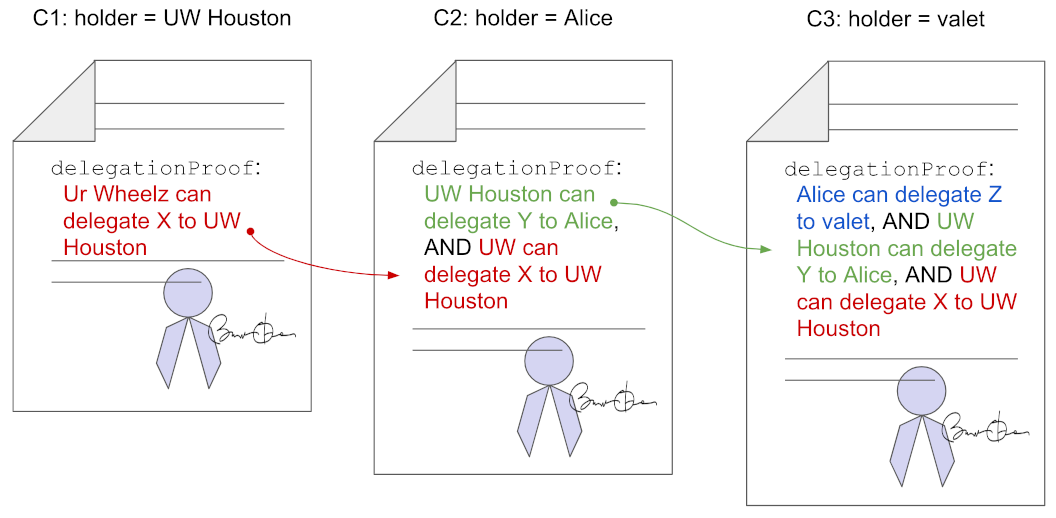 C1: holder = UW Houston
delegationProof:
Ur Wheelz can
delegate X to UW
Houston
C2: holder = Alice
delegationProof:
UW Houston can
delegate Y to Alice,
AND UW can
delegate X to UW
Houston
C3: holder = valet
delegationProof:
Alice can delegate Z
to valet, AND UW
Houston can delegate
Y to Alice, AND UW
can delegate X to UW
Houston